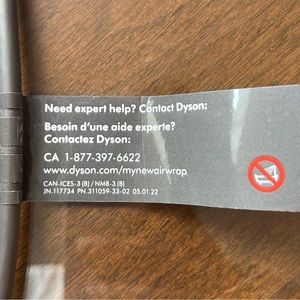 Need expert help? Contact Dyson:
Besoin d'une aide experte?
Contactez Dyson:
CA 1-877-397-6622
www.dyson.com/mynewairwrap
CAN-ICES-3 (B) / NMB-3 (B)
JN.117734 PN.311059-33-02 05.01.22